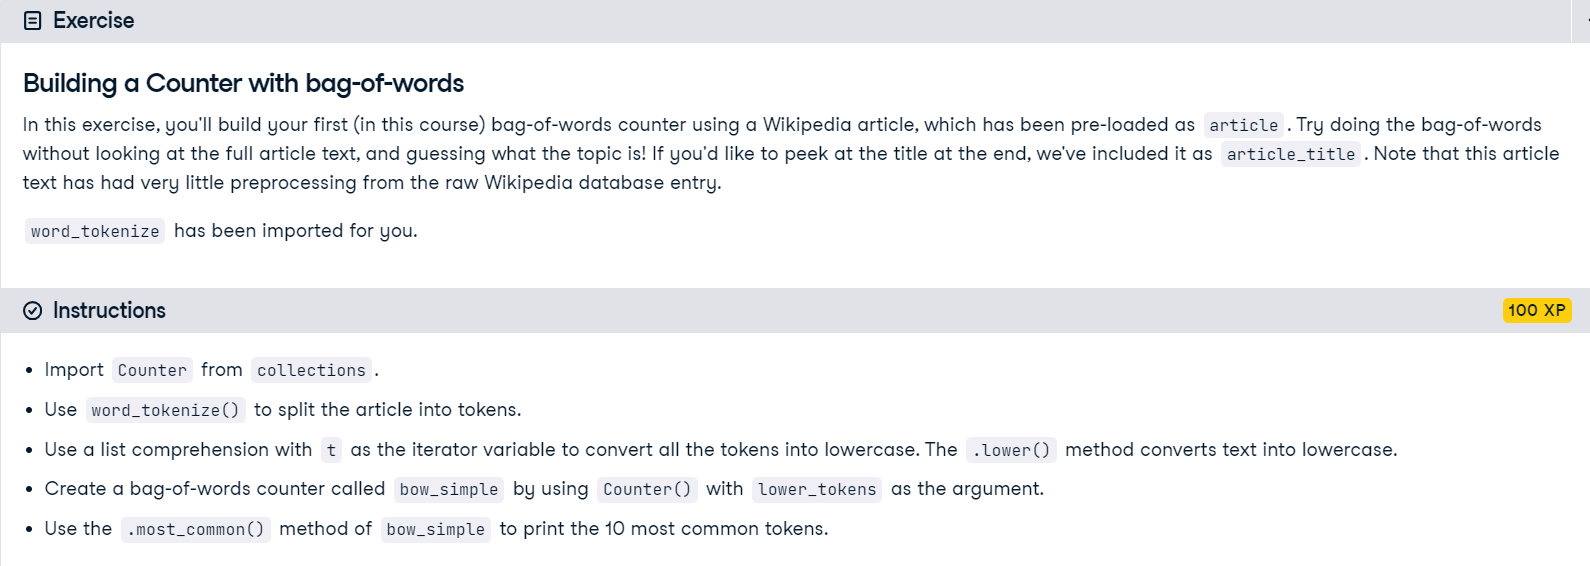 Exercise
Building a Counter with bag-of-words
In this exercise, you'll build your first (in this course) bag-of-words counter using a Wikipedia article, which has been pre-loaded as article. Try doing the bag-of-words
without looking at the full article text, and guessing what the topic is! If you'd like to peek at the title at the end, we've included it as article_title. Note that this article
text has had very little preprocessing from the raw Wikipedia database entry.
word_tokenize has been imported for you.
Instructions
100 XP
• Import Counter from collections.
• Use word_tokenize() to split the article into tokens.
• Use a list comprehension with t as the iterator variable to convert all the tokens into lowercase. The .lower() method converts text into lowercase.
• Create a bag-of-words counter called bow_simple by using Counter() with lower_tokens as the argument.
• Use the .most_common() method of bow_simple to print the 10 most common tokens.